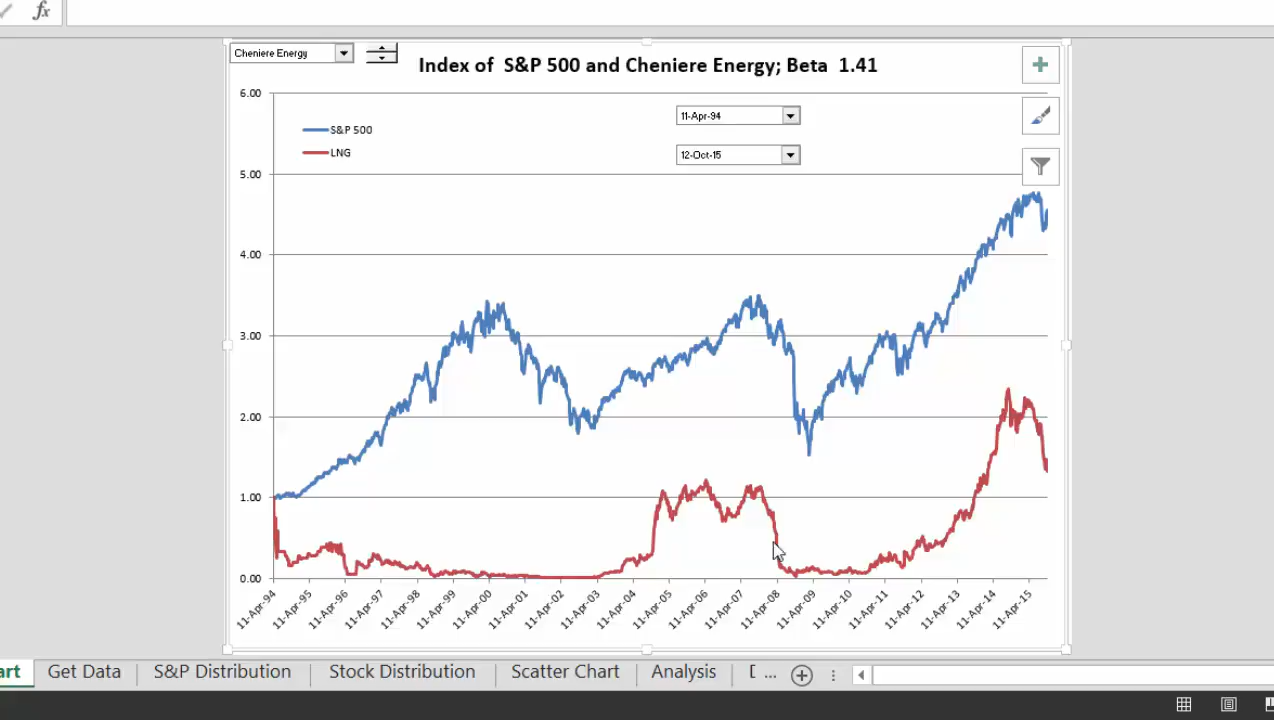 fx
Cheniere Energy
Index of S&P 500 and Cheniere Energy; Beta 1.41
6.00
11-Apr-94
S&P 500
LNG
12-Oct-15
5.00
4.00
3.00
2.00
1.00
0.00
11-Apr-94
11-Apr-95
11-Apr-96
11-Apr-97
11-Apr-98
11-Apr-99
11-Apr-00
11-Apr-01
11-Apr-02
11-Apr-03
11-Apr-04
11-Apr-05
11-Apr-06
11-Apr-07
11-Apr-08
11-Apr-09
11-Apr-10
11-Apr-11
11-Apr-12
11-Apr-13
11-Apr-14
11-Apr-15
art Get Data S&P Distribution Stock Distribution Scatter Chart Analysis ...